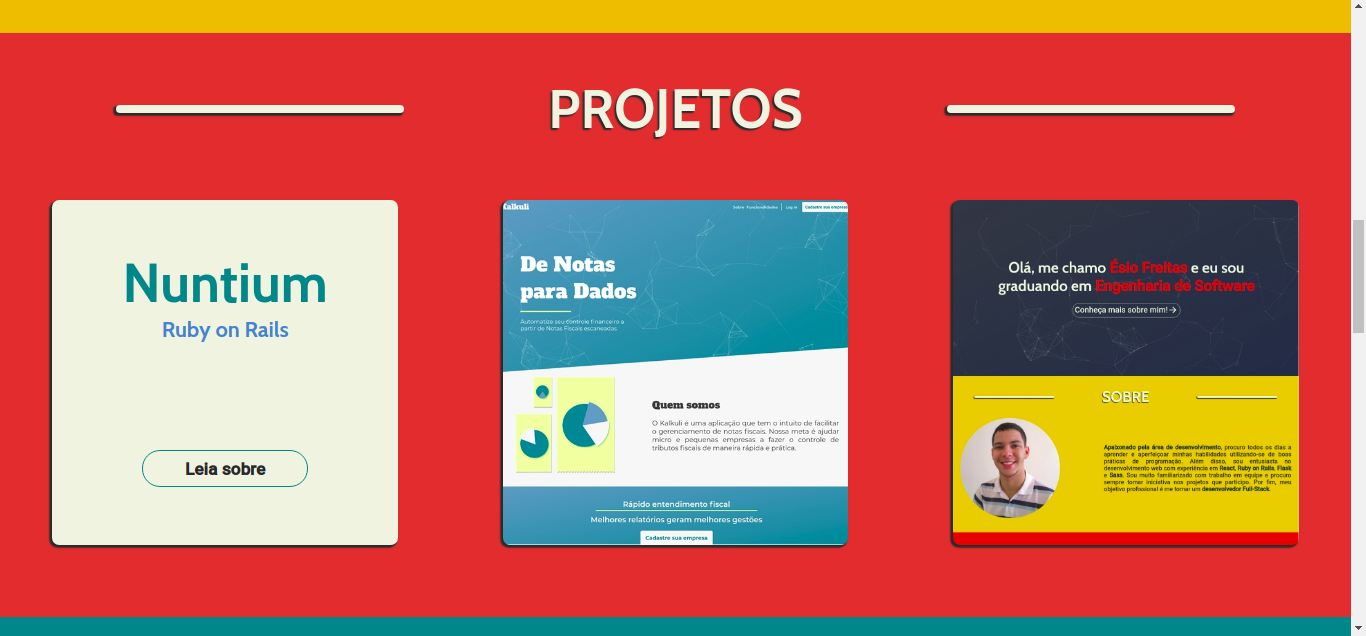 PROJETOS
Nuntium
Ruby on Rails
Leia sobre
Kalkuli
Sobre Funcionalidades Log in Cadastre sua empresa
De Notas
para Dados
Automatize seu controle financeiro a
partir de Notas Fiscais escaneadas
Quem somos
O Kalkuli é uma aplicação que tem o intuito de facilitar
o gerenciamento de notas fiscais. Nossa meta é ajudar
micro e pequenas empresas a fazer o controle de
tributos fiscais de maneira rápida e prática.
Rápido entendimento fiscal
Melhores relatórios geram melhores gestões
Cadastre sua empresa
Olá, me chamo Ésio Freitas e eu sou
graduando em Engenharia de Software
Conheça mais sobre mim!
SOBRE
Apaixonado pela área de desenvolvimento, procuro todos os dias a
aprender e aperfeiçoar minhas habilidades utilizando-se de boas
práticas de programação. Além disso, sou entusiasta no
desenvolvimento web com experiência em React, Ruby on Rails, Flask
e Sass. Sou muito familiarizado com trabalho em equipe e procuro
sempre tomar iniciativa nos projetos que participo. Por fim, meu
objetivo profissional é me tornar um desenvolvedor Full-Stack.